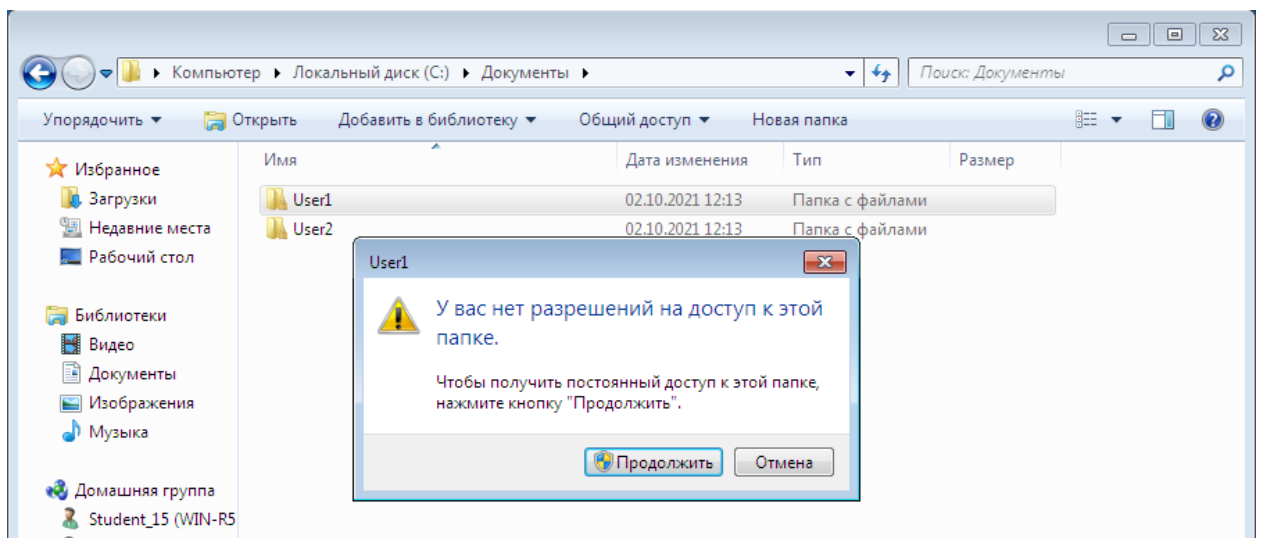 Компьютер ▸ Локальный диск (C:) ▸ Документы ▸
Поиск: Документы
Упорядочить Открыть Добавить в библиотеку Общий доступ Новая папка
Избранное
Загрузки
Недавние места
Рабочий стол
Библиотеки
Видео
Документы
Изображения
Музыка
Домашняя группа
Student_15 (WIN-R5
Имя Дата изменения Тип Размер
User1 02.10.2021 12:13 Папка с файлами
User2 02.10.2021 12:13 Папка с файлами
User1
У вас нет разрешений на доступ к этой
папке.
Чтобы получить постоянный доступ к этой папке,
нажмите кнопку "Продолжить".
Продолжить Отмена